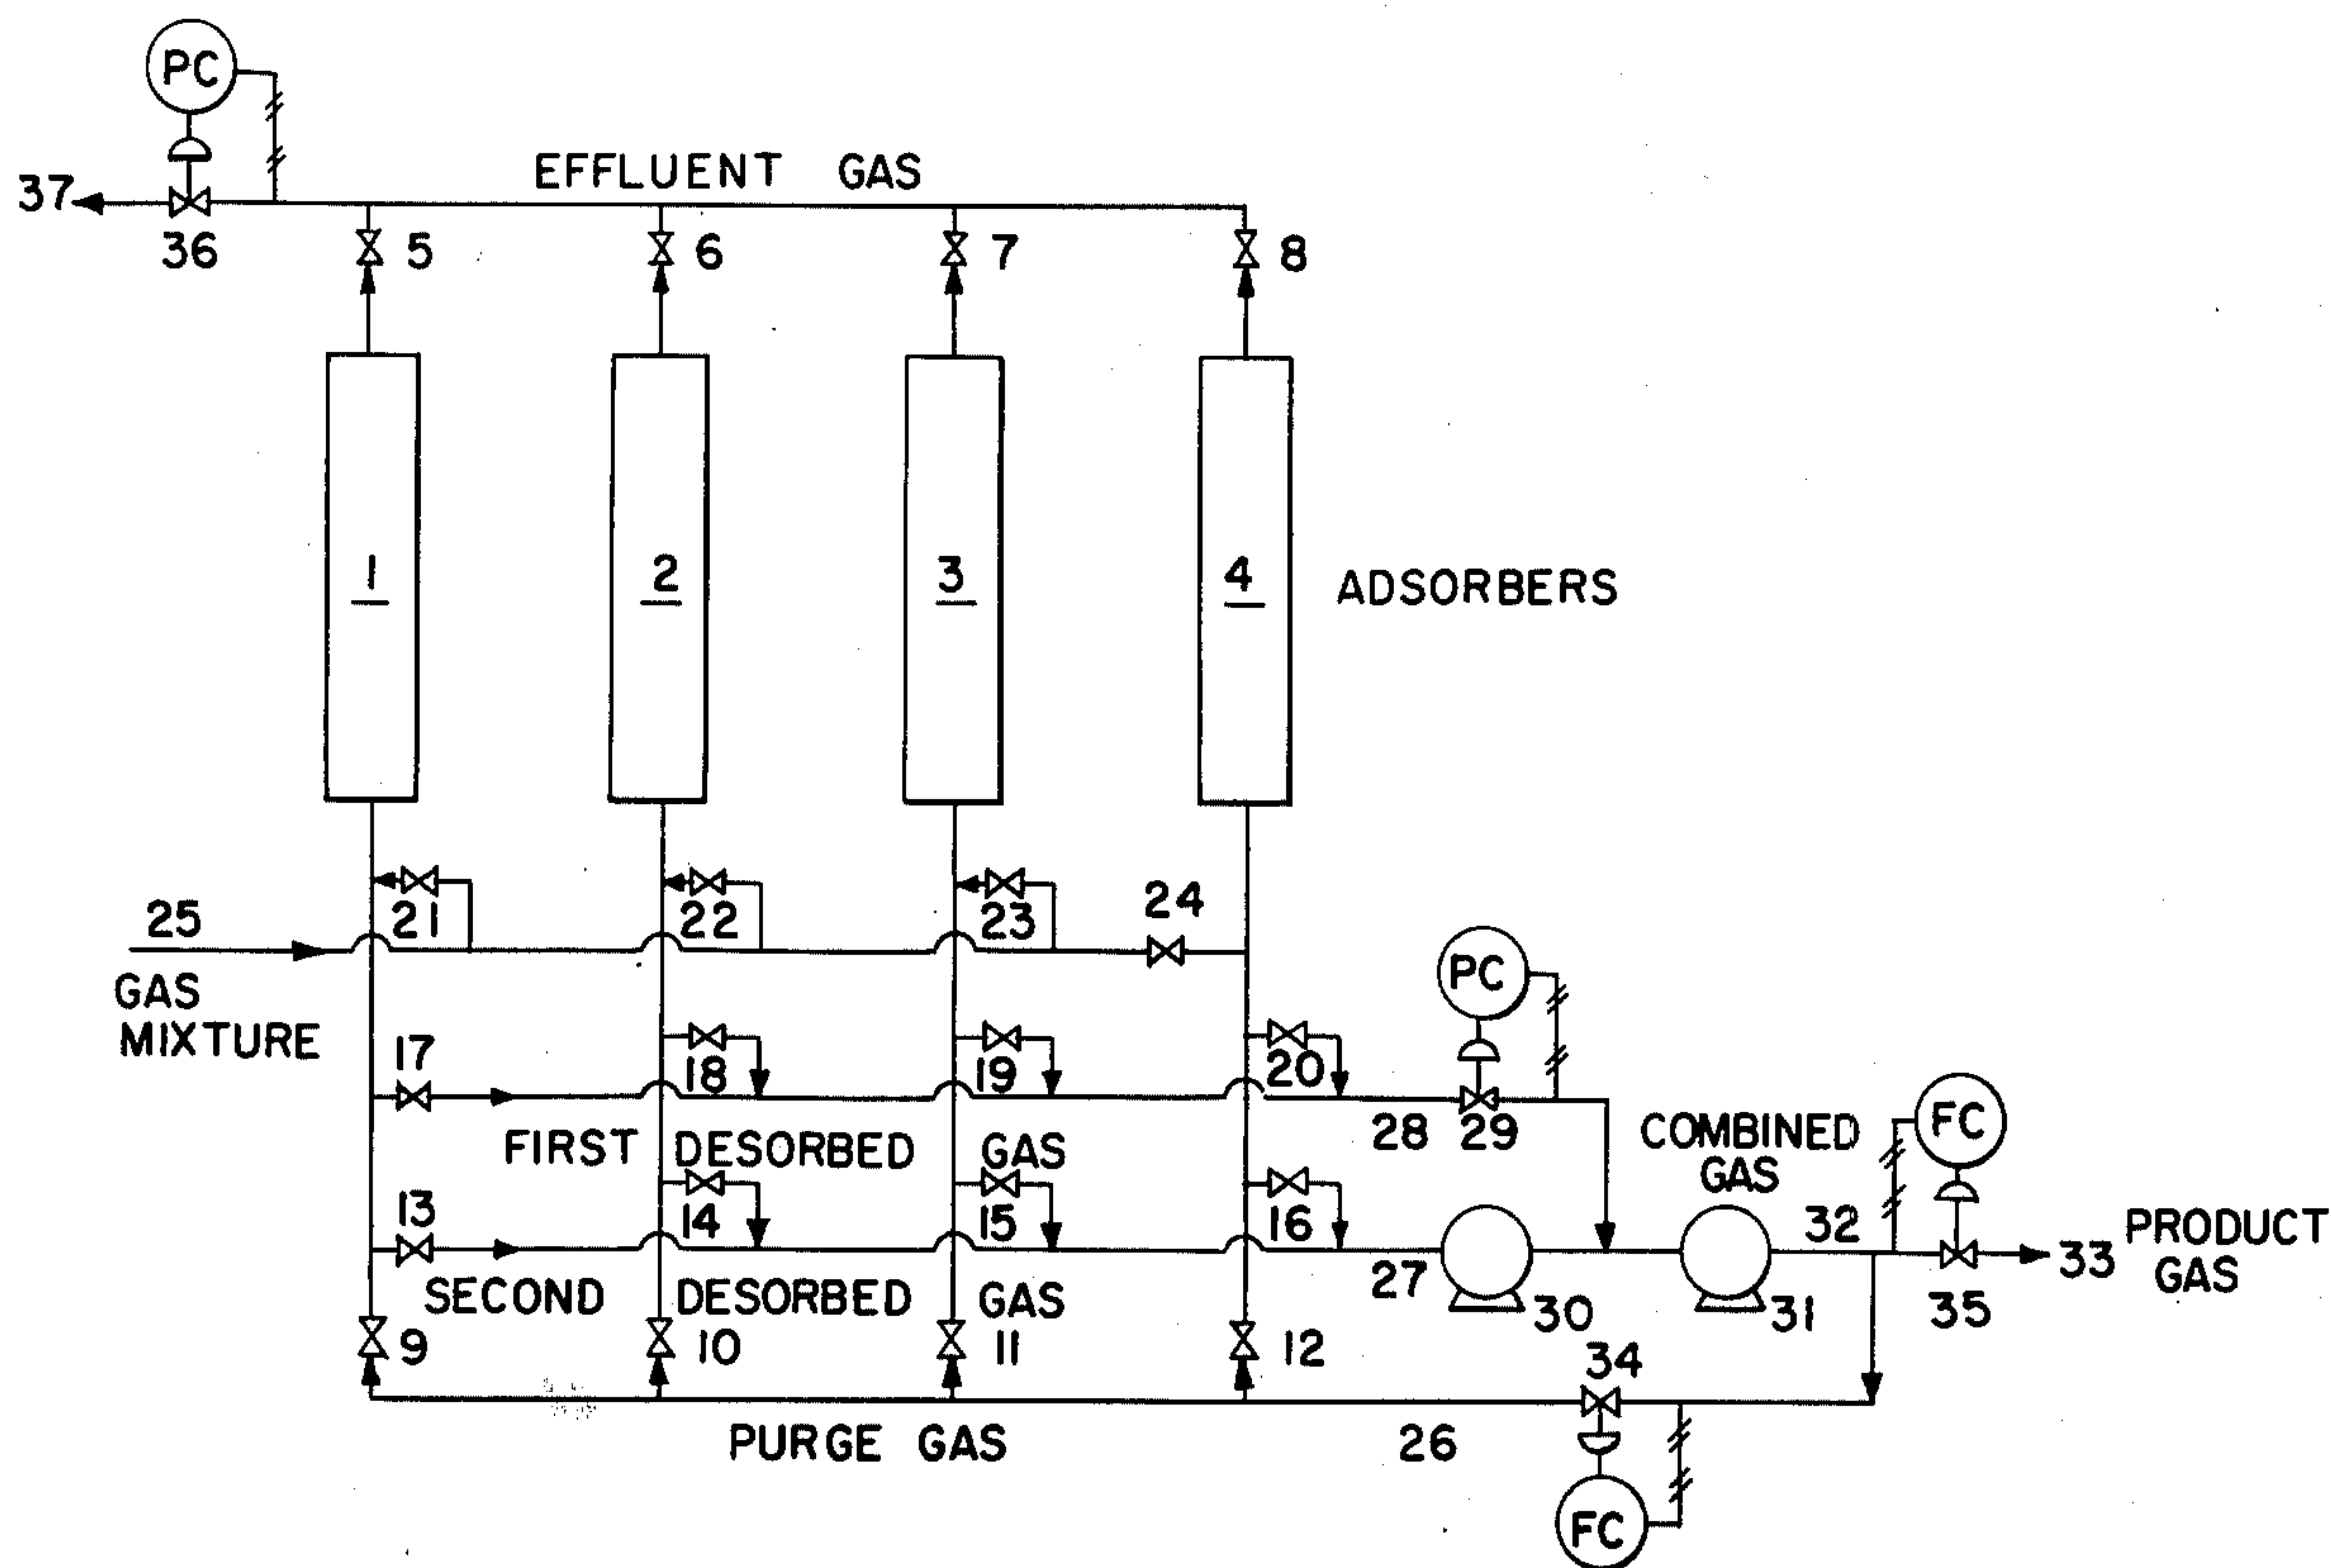 PC
EFFLUENT GAS
37
36
5
6
7
8
1
2
3
4
ADSORBERS
25
21
22
23
24
GAS
MIXTURE
PC
17
18
19
20
28
29
FIRST DESORBED GAS
COMBINED
GAS
FC
13
14
15
16
27
30
31
32
33
PRODUCT
GAS
35
SECOND DESORBED GAS
9
10
11
12
34
PURGE GAS
26
FC